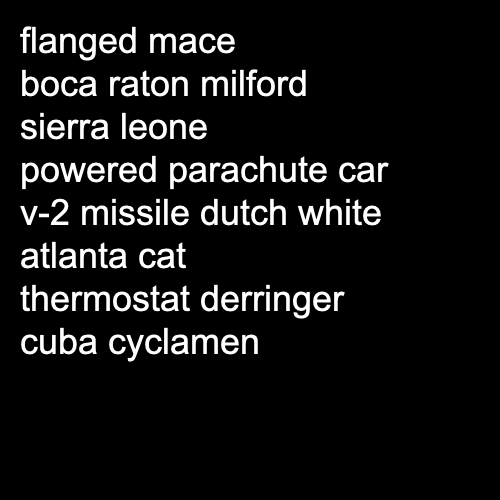 flanged mace
boca raton milford
sierra leone
powered parachute car
v-2 missile dutch white
atlanta cat
thermostat derringer
cuba cyclamen